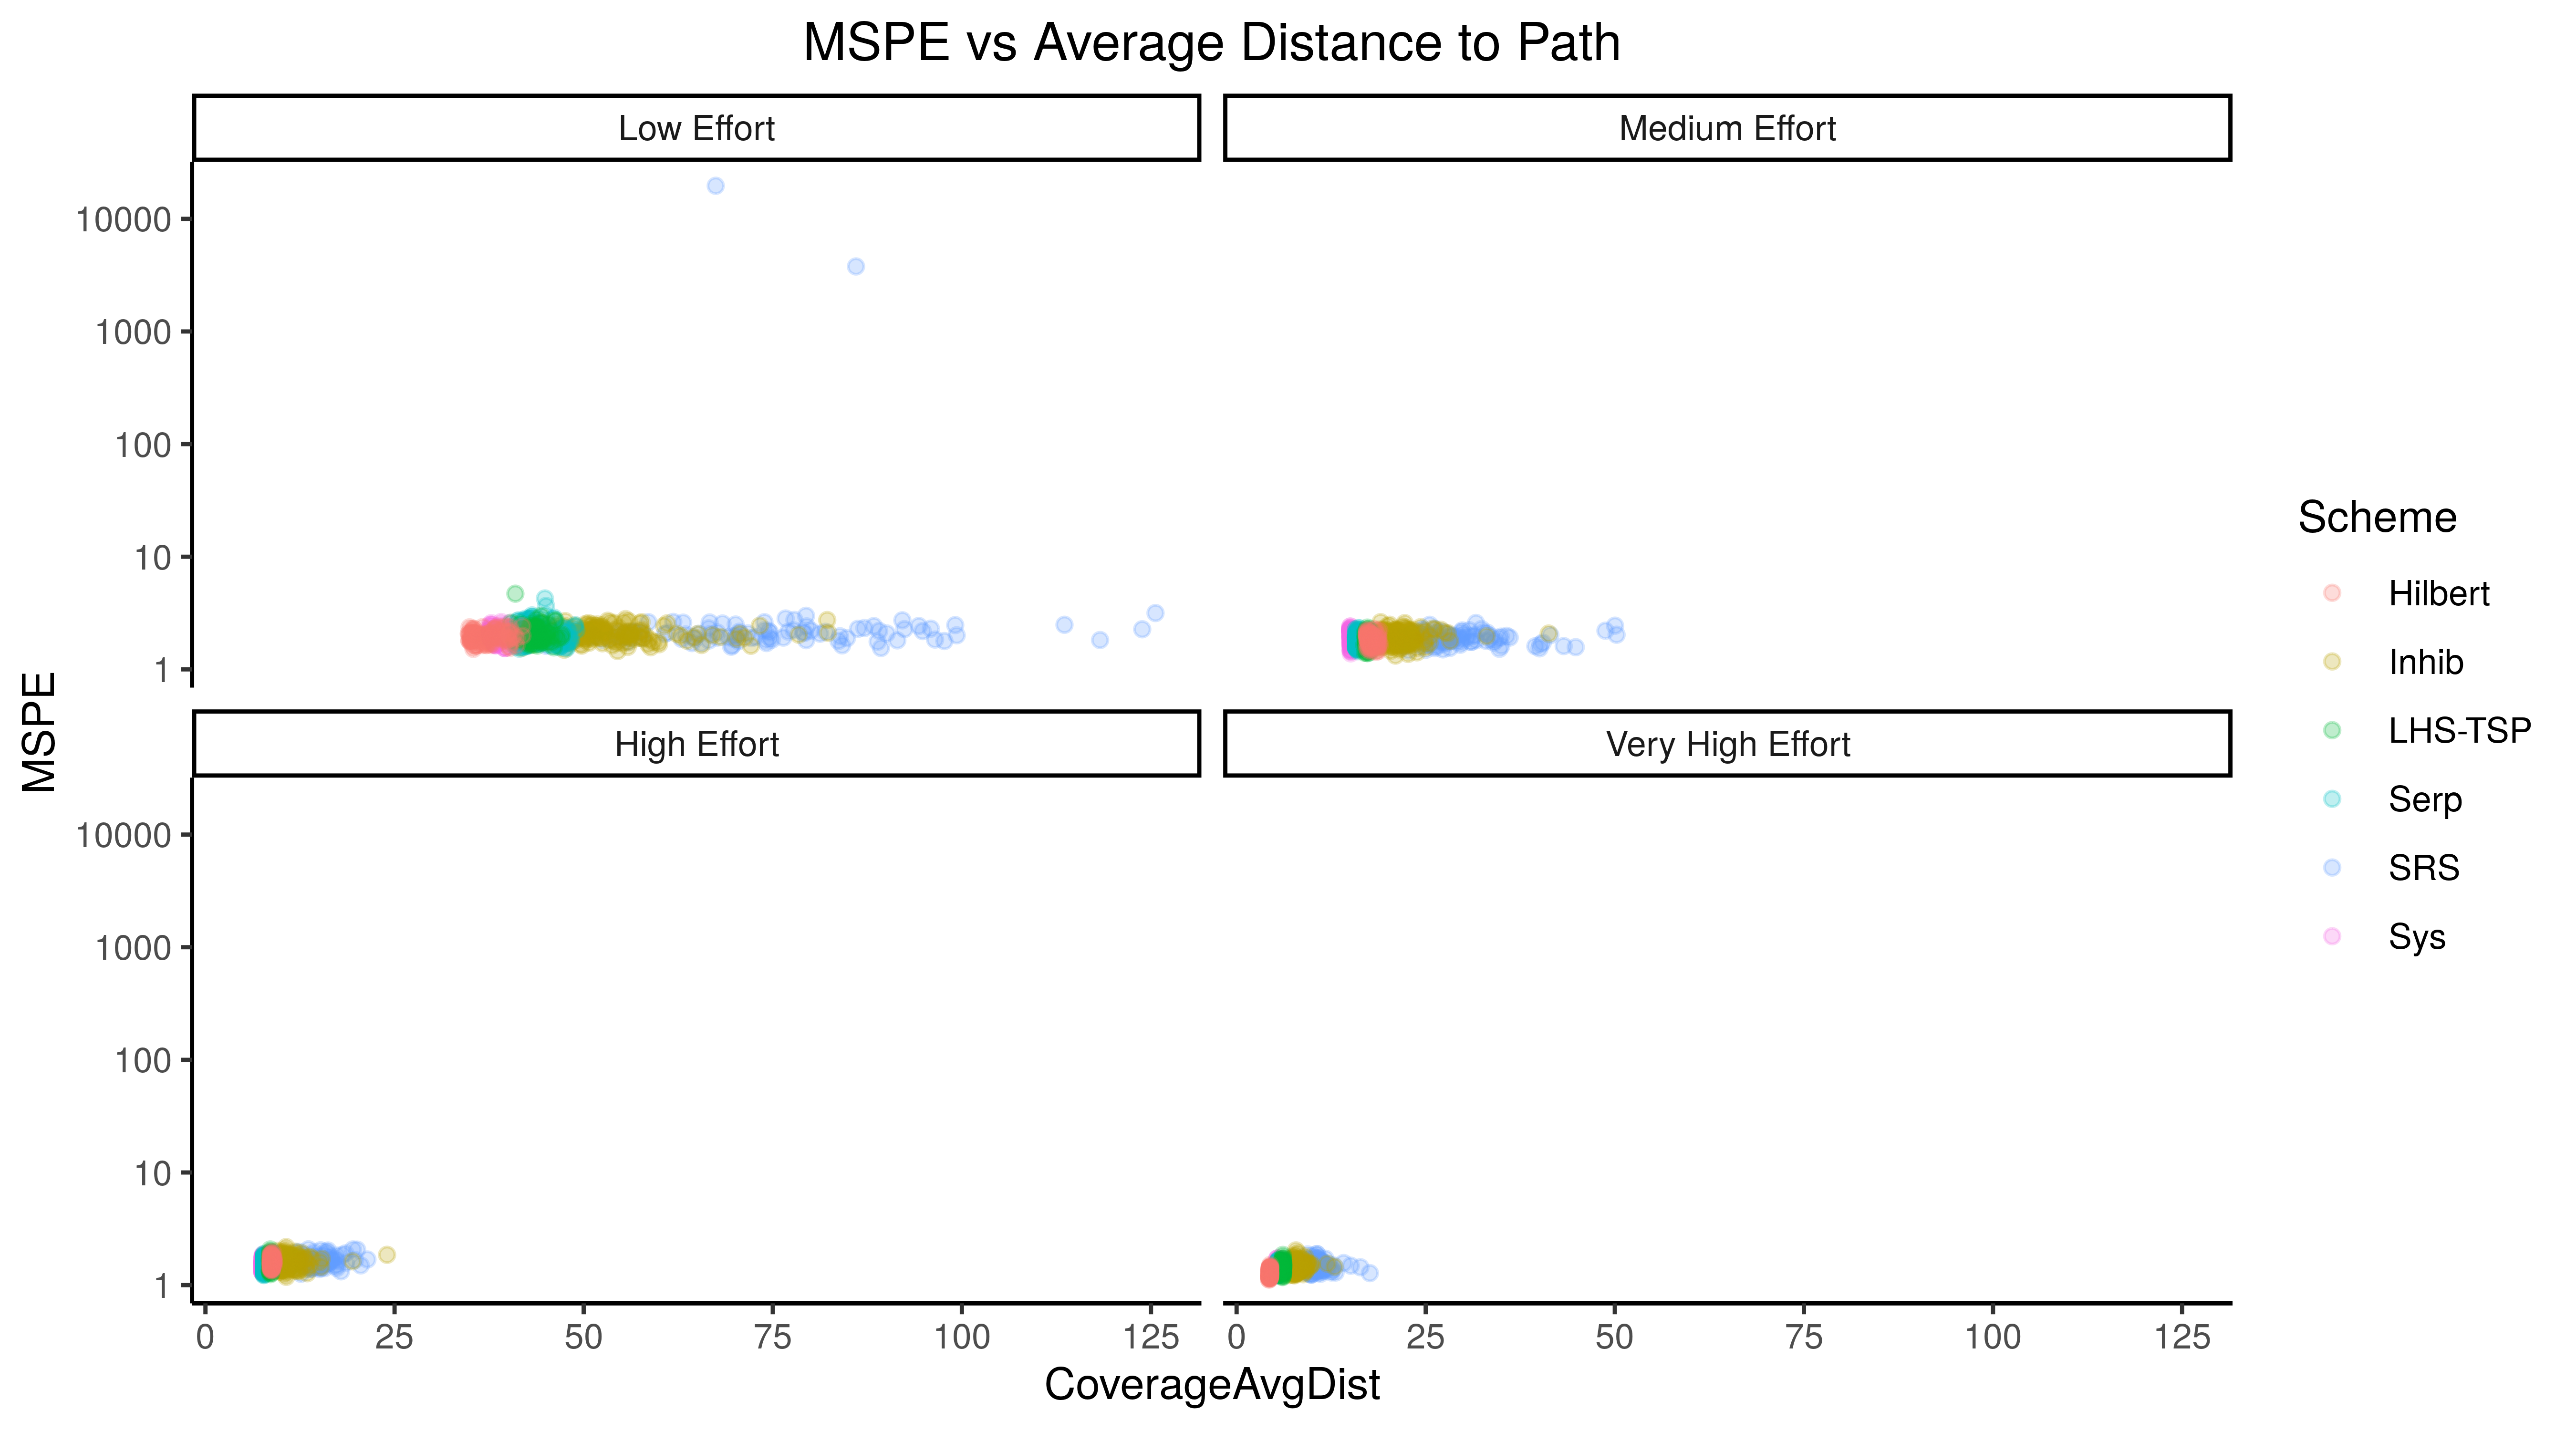 MSPE vs Average Distance to Path
Low Effort
Medium Effort
10000
1000
100
10
1
High Effort
Very High Effort
10000
1000
100
10
1
0 25 50 75 100 125
0 25 50 75 100 125
CoverageAvgDist
MSPE
Scheme
Hilbert
Inhib
LHS-TSP
Serp
SRS
Sys